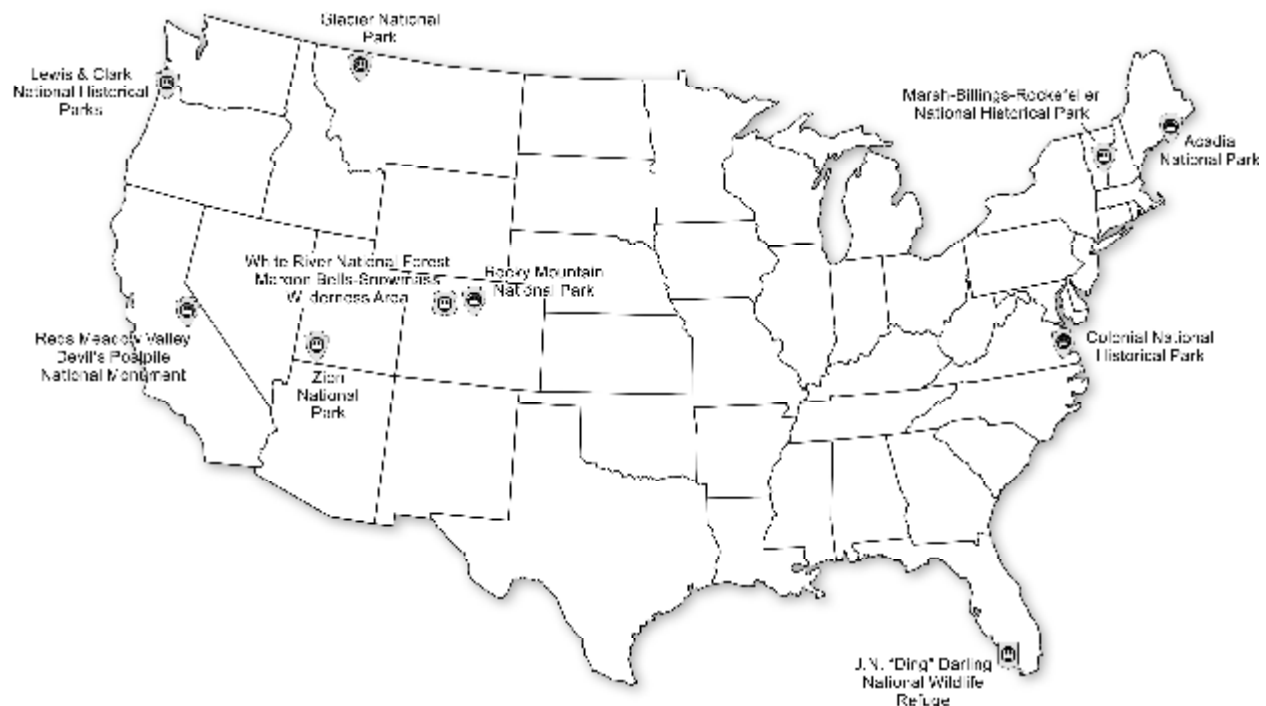 Glacier National
Park
Lewis & Clark
National Historical
Parks
Marsh-Billings-Rockefeller
National Historical Park
Acadia
National Park
White River National Forest
Maroon Bells-Snowmass
Wilderness Area
Rocky Mountain
National Park
Reds Meadow Valley
Devil's Postpile
National Monument
Zion
National
Park
Colonial National
Historical Park
J.N. "Ding" Darling
National Wildlife
Refuge